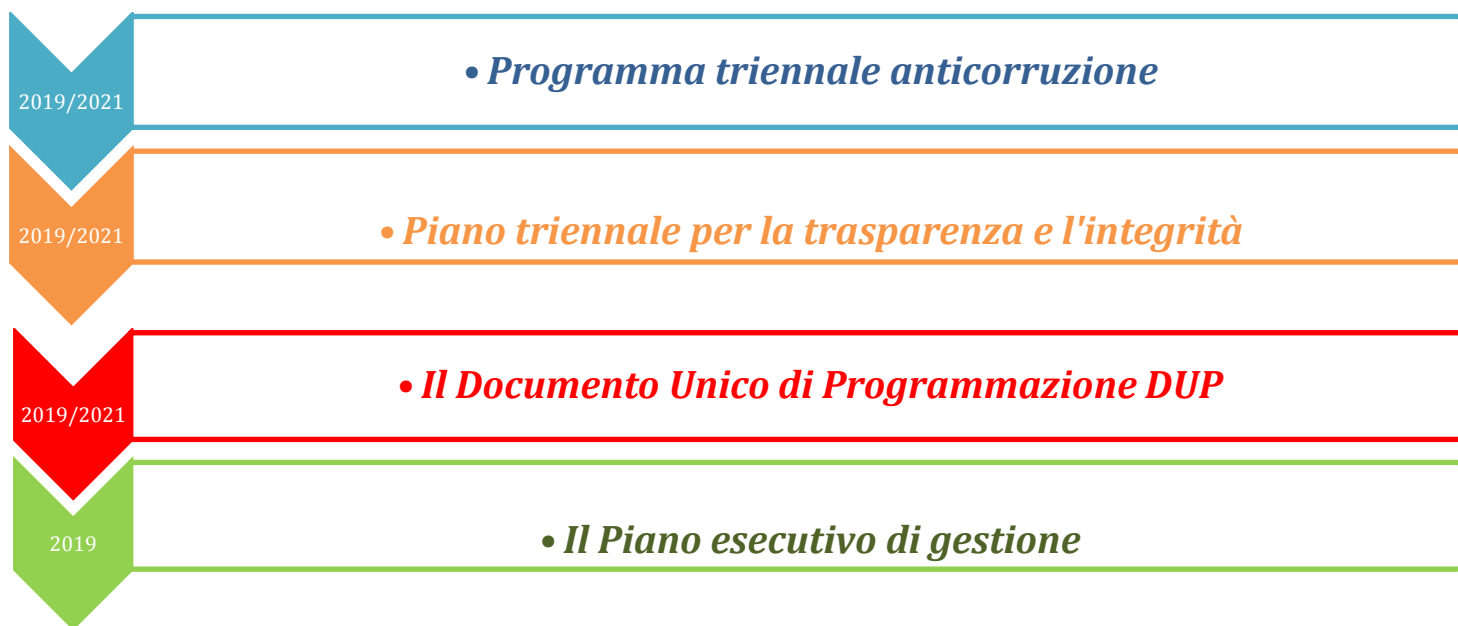 2019/2021
• Programma triennale anticorruzione
2019/2021
• Piano triennale per la trasparenza e l'integrità
2019/2021
• Il Documento Unico di Programmazione DUP
2019
• Il Piano esecutivo di gestione